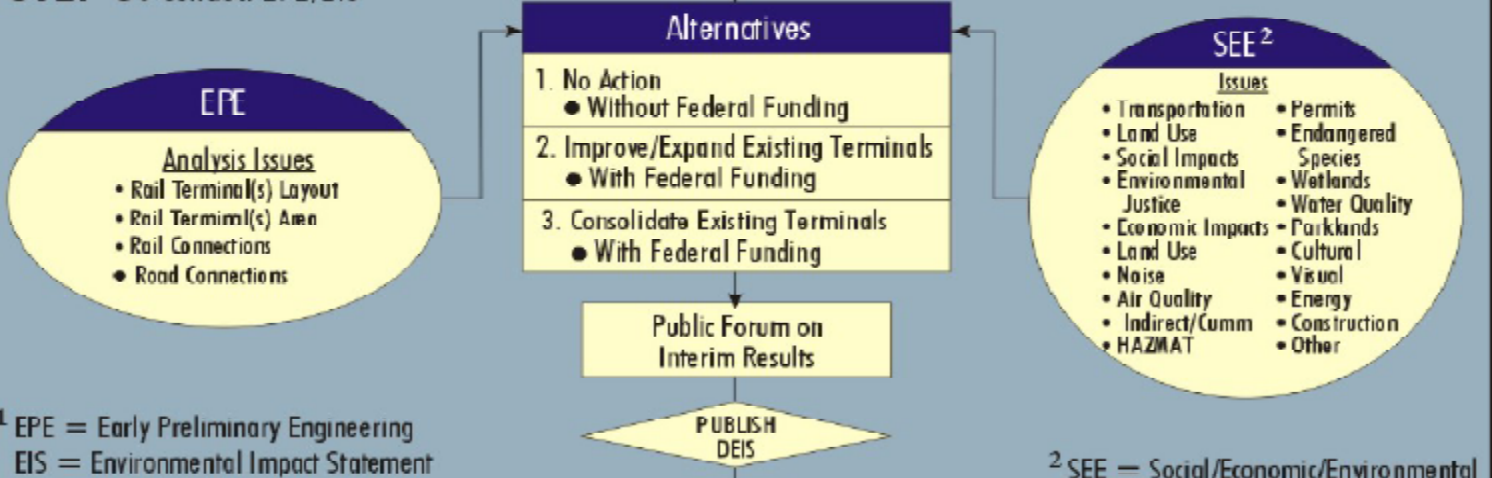 Alternatives
1. No Action
● Without Federal Funding
2. Improve/Expand Existing Terminals
● With Federal Funding
3. Consolidate Existing Terminals
● With Federal Funding
EPE
Analysis Issues
• Rail Terminal(s) Layout
• Rail Terminal(s) Area
• Rail Connections
● Road Connections
SEE²
Issues
• Transportation
• Land Use
• Social Impacts
• Environmental
Justice
• Economic Impacts
• Land Use
• Noise
• Air Quality
• Indirect/Cumm
• HAZMAT
• Permits
• Endangered
Species
• Wetlands
• Water Quality
• Parklands
• Cultural
• Visual
• Energy
• Construction
• Other
Public Forum on
Interim Results
PUBLISH
DEIS
¹ EPE = Early Preliminary Engineering
EIS = Environmental Impact Statement
² SEE = Social/Economic/Environmental